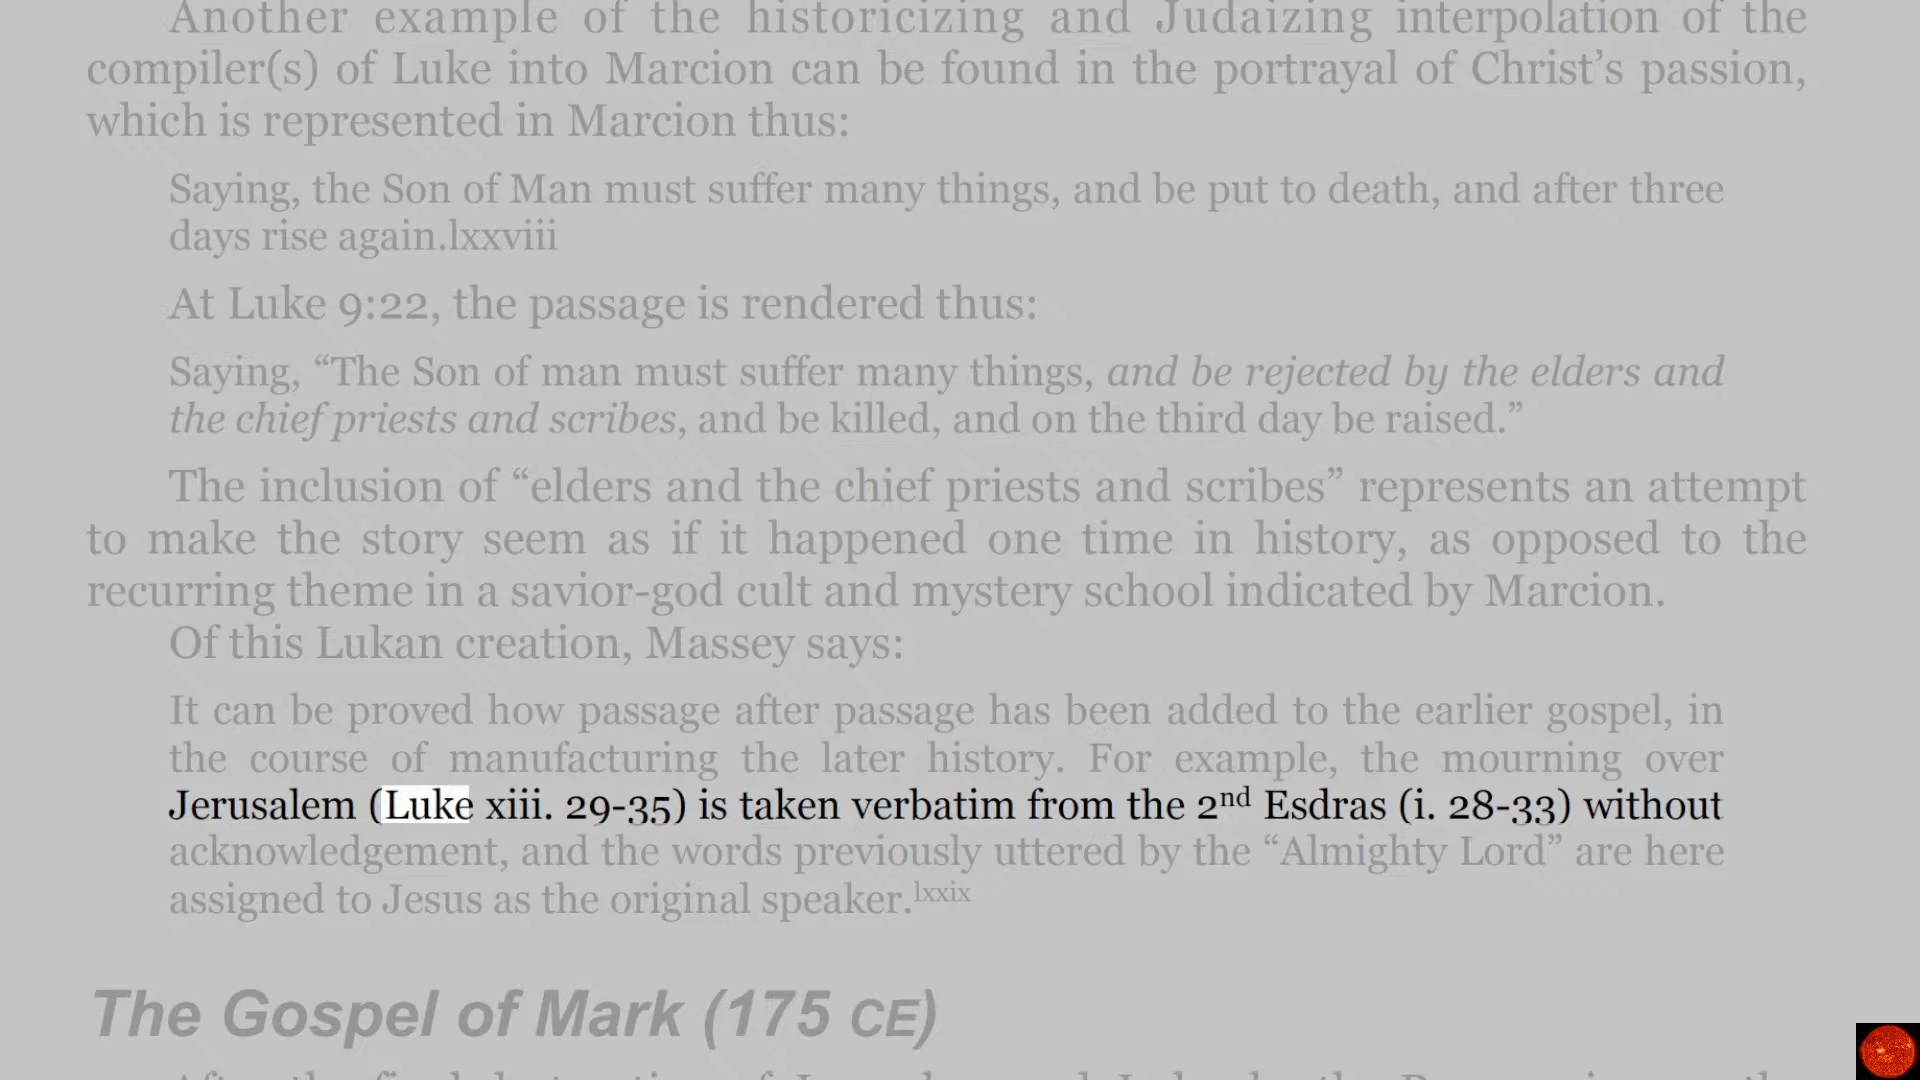 Another example of the historicizing and Judaizing interpolation of the
compiler(s) of Luke into Marcion can be found in the portrayal of Christ’s passion,
which is represented in Marcion thus:
Saying, the Son of Man must suffer many things, and be put to death, and after three
days rise again.lxxviii
At Luke 9:22, the passage is rendered thus:
Saying, “The Son of man must suffer many things, and be rejected by the elders and
the chief priests and scribes, and be killed, and on the third day be raised.”
The inclusion of “elders and the chief priests and scribes” represents an attempt
to make the story seem as if it happened one time in history, as opposed to the
recurring theme in a savior-god cult and mystery school indicated by Marcion.
Of this Lukan creation, Massey says:
It can be proved how passage after passage has been added to the earlier gospel, in
the course of manufacturing the later history. For example, the mourning over
Jerusalem (Luke xiii. 29-35) is taken verbatim from the 2nd Esdras (i. 28-33) without
acknowledgement, and the words previously uttered by the “Almighty Lord” are here
assigned to Jesus as the original speaker.lxxix
The Gospel of Mark (175 CE)